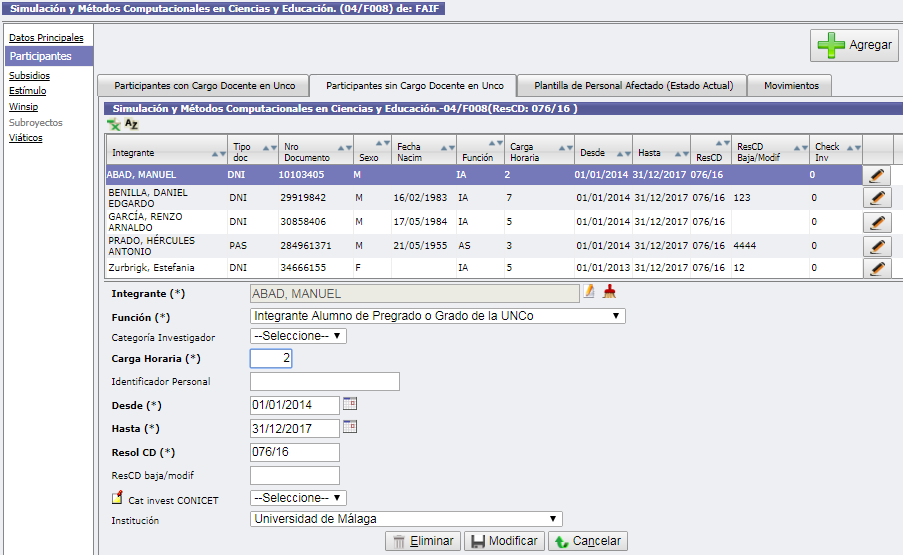 Simulación y Métodos Computacionales en Ciencias y Educación. (04/F008) de: FAIF
Datos Principales
Participantes
Subsidios
Estímulo
Winsip
Subroyectos
Viáticos
Agregar
Participantes con Cargo Docente en Unco Participantes sin Cargo Docente en Unco Plantilla de Personal Afectado (Estado Actual) Movimientos
Simulación y Métodos Computacionales en Ciencias y Educación.-04/F008(ResCD: 076/16 )
AZ
Integrante Tipo doc Nro Documento Sexo Fecha Nacim Función Carga Horaria Desde Hasta ResCD ResCD Baja/Modif Check Inv
ABAD, MANUEL DNI 10103405 M IA 2 01/01/2014 31/12/2017 076/16 0
BENILLA, DANIEL EDGARDO DNI 29919842 M 16/02/1983 IA 7 01/01/2014 31/12/2017 076/16 123 0
GARCÍA, RENZO ARNALDO DNI 30858406 M 17/05/1984 IA 5 01/01/2014 31/12/2017 076/16 0
PRADO, HÉRCULES ANTONIO PAS 284961371 M 21/05/1955 AS 3 01/01/2014 31/12/2017 076/16 4444 0
Zurbrigk, Estefania DNI 34666155 F IA 5 01/01/2013 31/12/2017 076/16 12 0
Integrante (*) ABAD, MANUEL
Función (*) Integrante Alumno de Pregrado o Grado de la UNCo
Categoría Investigador --Seleccione--
Carga Horaria (*) 2
Identificador Personal
Desde (*) 01/01/2014
Hasta (*) 31/12/2017
Resol CD (*) 076/16
ResCD baja/modif
Cat invest CONICET --Seleccione--
Institución Universidad de Málaga
Eliminar Modificar Cancelar